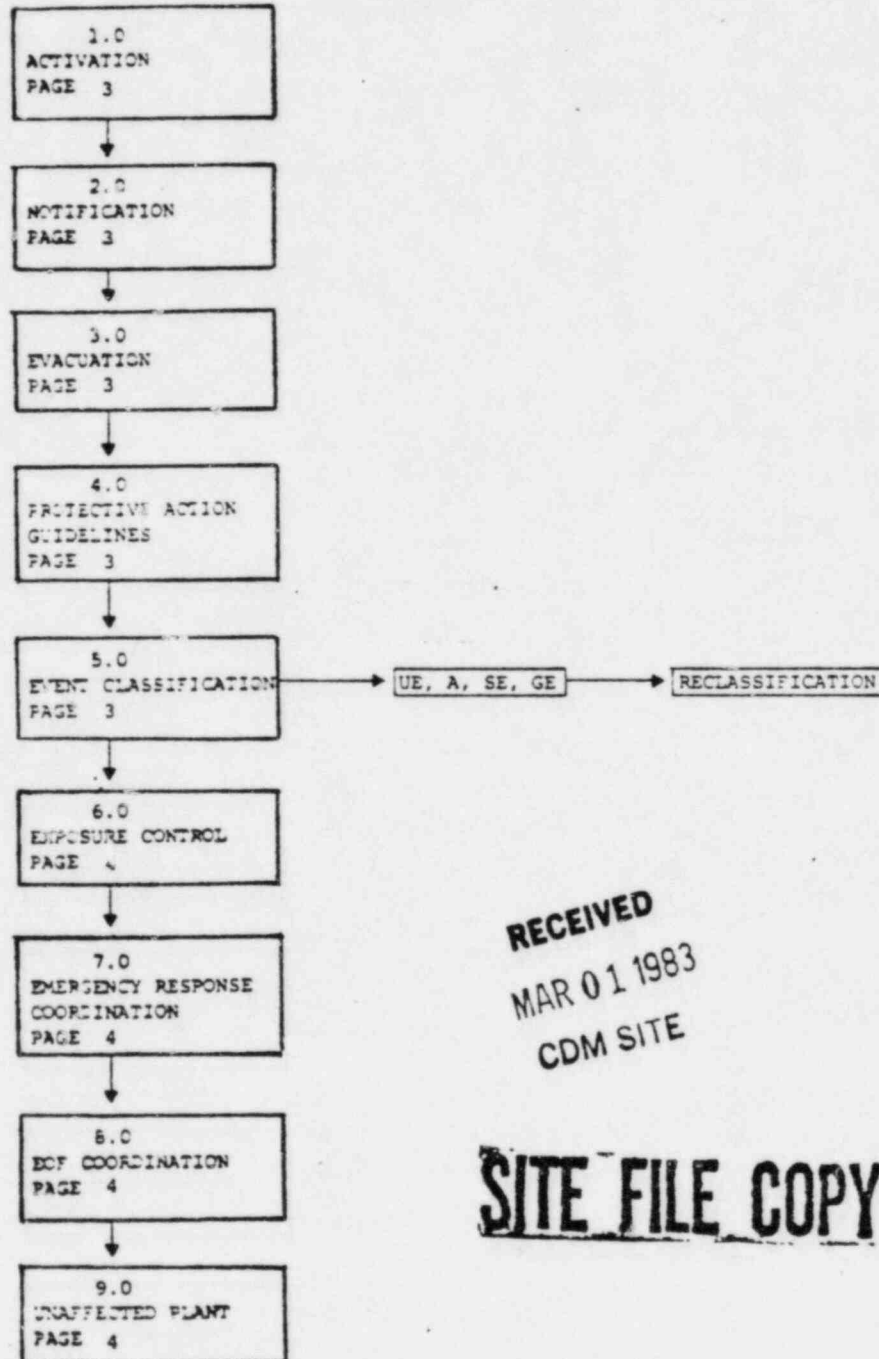 1.0
ACTIVATION
PAGE 3
2.0
NOTIFICATION
PAGE 3
3.0
EVACUATION
PAGE 3
4.0
PROTECTIVE ACTION
GUIDELINES
PAGE 3
5.0
EVENT CLASSIFICATION
PAGE 3
UE, A, SE, GE
RECLASSIFICATION
6.0
EXPOSURE CONTROL
PAGE
7.0
EMERGENCY RESPONSE
COORDINATION
PAGE 4
8.0
EOF COORDINATION
PAGE 4
9.0
UNAFFECTED PLANT
PAGE 4
RECEIVED
MAR 01 1983
CDM SITE
SITE FILE COPY